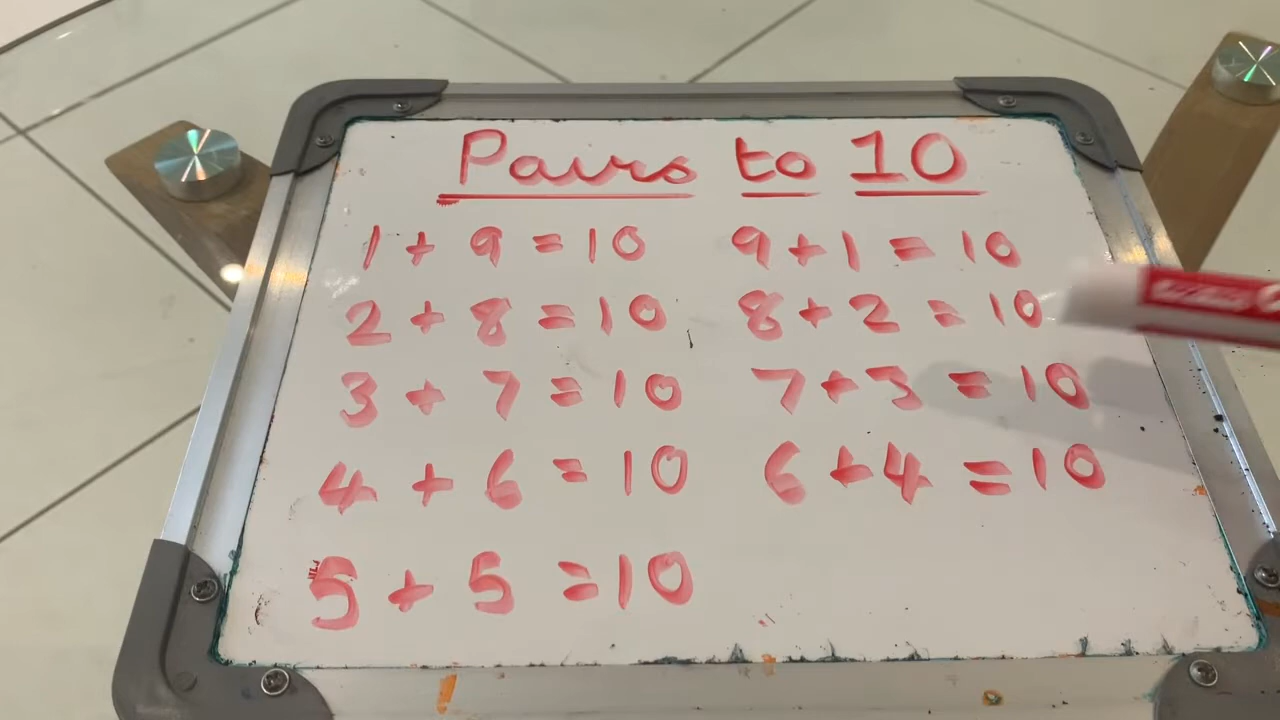 Pairs to 10
1 + 9 = 10 9 + 1 = 10
2 + 8 = 10 8 + 2 = 10
3 + 7 = 10 7 + 3 = 10
4 + 6 = 10 6 + 4 = 10
5 + 5 = 10